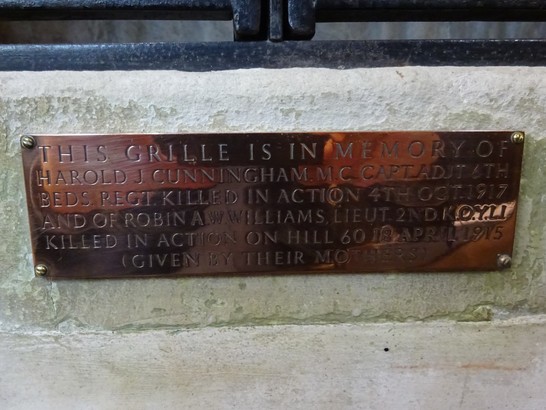 THIS GRILLE IS IN MEMORY OF
HAROLD J. CUNNINGHAM, M.C. CAPT. ADJT. 6TH
BEDS. REGT. KILLED IN ACTION 4TH OCT. 1917
AND OF ROBIN A.W. WILLIAMS, LIEUT. 2ND. K.O.Y.L.I.
KILLED IN ACTION ON HILL 60 18 APRIL 1915
(GIVEN BY THEIR MOTHERS)